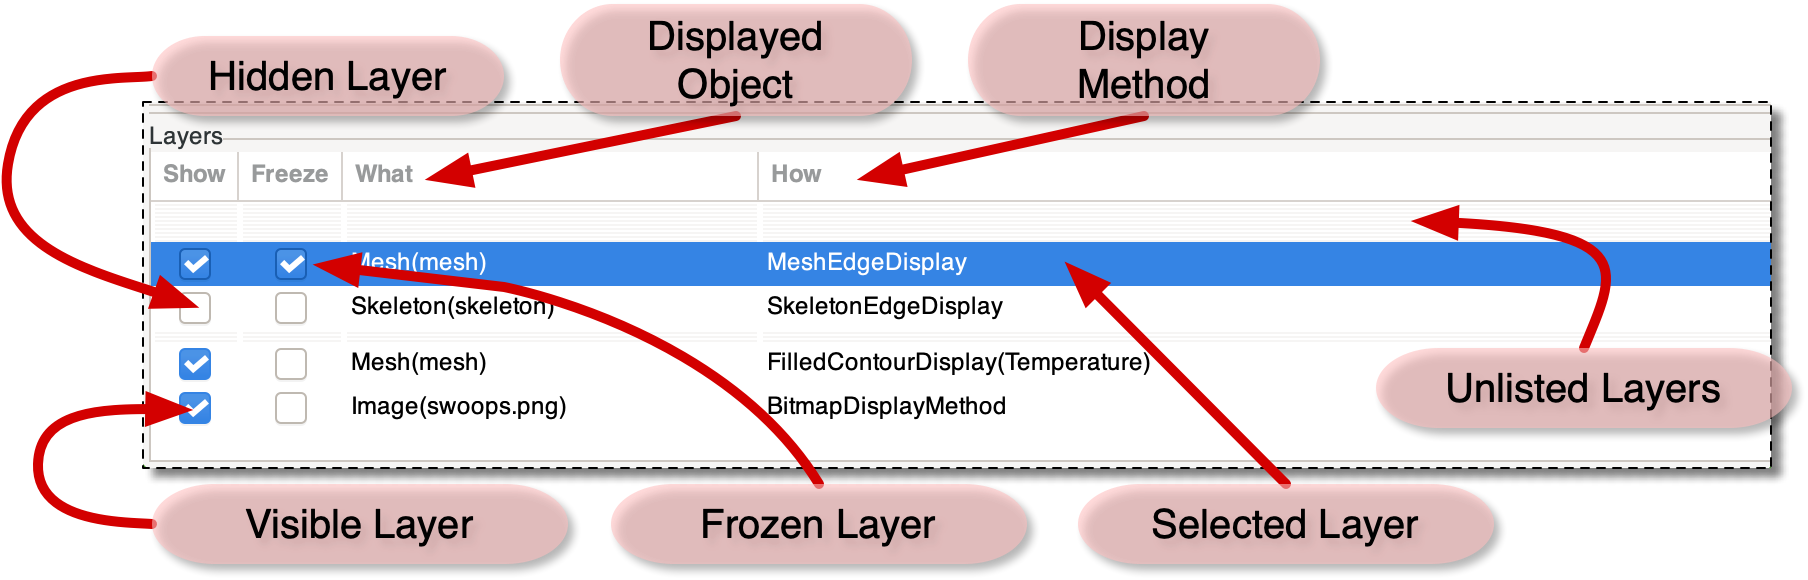 Displayed
Object
Display
Method
Hidden Layer
Layers
Show Freeze What How
Mesh(mesh) MeshEdgeDisplay
Skeleton(skeleton) SkeletonEdgeDisplay
Mesh(mesh) FilledContourDisplay(Temperature)
Image(swoops.png) BitmapDisplayMethod
Unlisted Layers
Visible Layer Frozen Layer Selected Layer